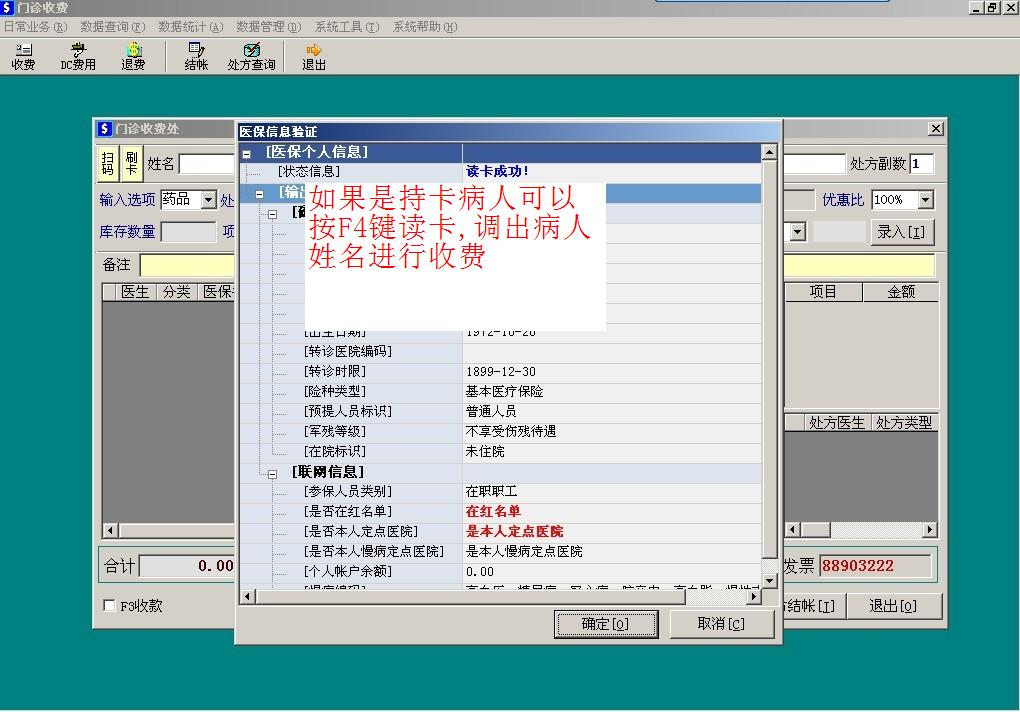 门诊收费
日常业务(R) 数据查询(F) 数据统计(A) 数据管理(D) 系统工具(T) 系统帮助(H)
收费 DC费用 退费 结帐 处方查询 退出
门诊收费处
医保信息验证
扫码 刷卡 姓名
处方副数 1
输入选项 药品 处
优惠比 100%
库存数量 项
录入[I]
备注
医生 分类 医保
项目 金额
处方医生 处方类型
[医保个人信息]
[状态信息] 读卡成功!
[输出
如果是持卡病人可以
按F4键读卡,调出病人
姓名进行收费
[出生日期] 1972-10-20
[转诊医院编码]
[转诊时限] 1899-12-30
[险种类型] 基本医疗保险
[预提人员标识] 普通人员
[军残等级] 不享受伤残待遇
[在院标识] 未住院
[联网信息]
[参保人员类别] 在职职工
[是否在红名单] 在红名单
[是否本人定点医院] 是本人定点医院
[是否本人慢病定点医院] 是本人慢病定点医院
[个人帐户余额] 0.00
合计 0.00
发票 88903222
F3收款
结帐[T] 退出[O]
确定[O] 取消[C]